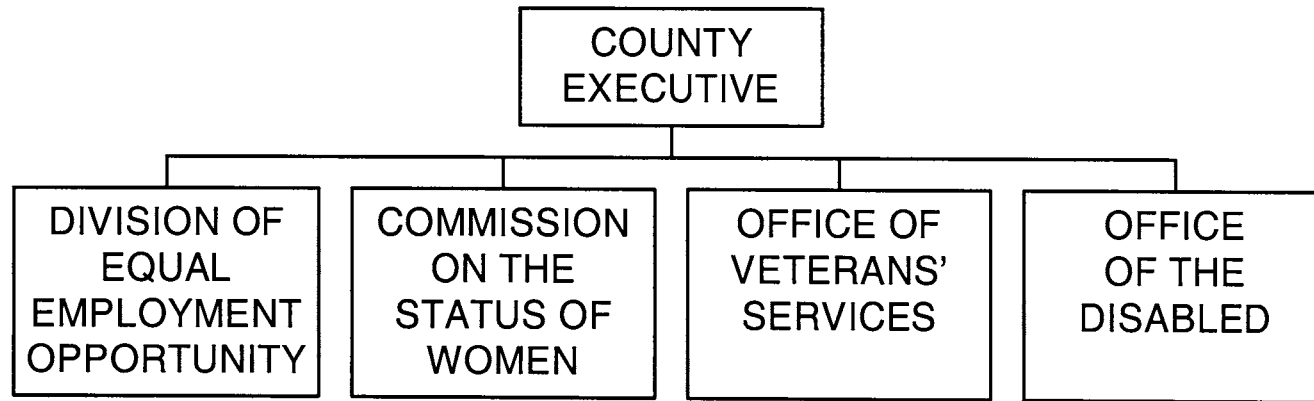 COUNTY
EXECUTIVE
DIVISION OF
EQUAL
EMPLOYMENT
OPPORTUNITY
COMMISSION
ON THE
STATUS OF
WOMEN
OFFICE OF
VETERANS'
SERVICES
OFFICE
OF THE
DISABLED